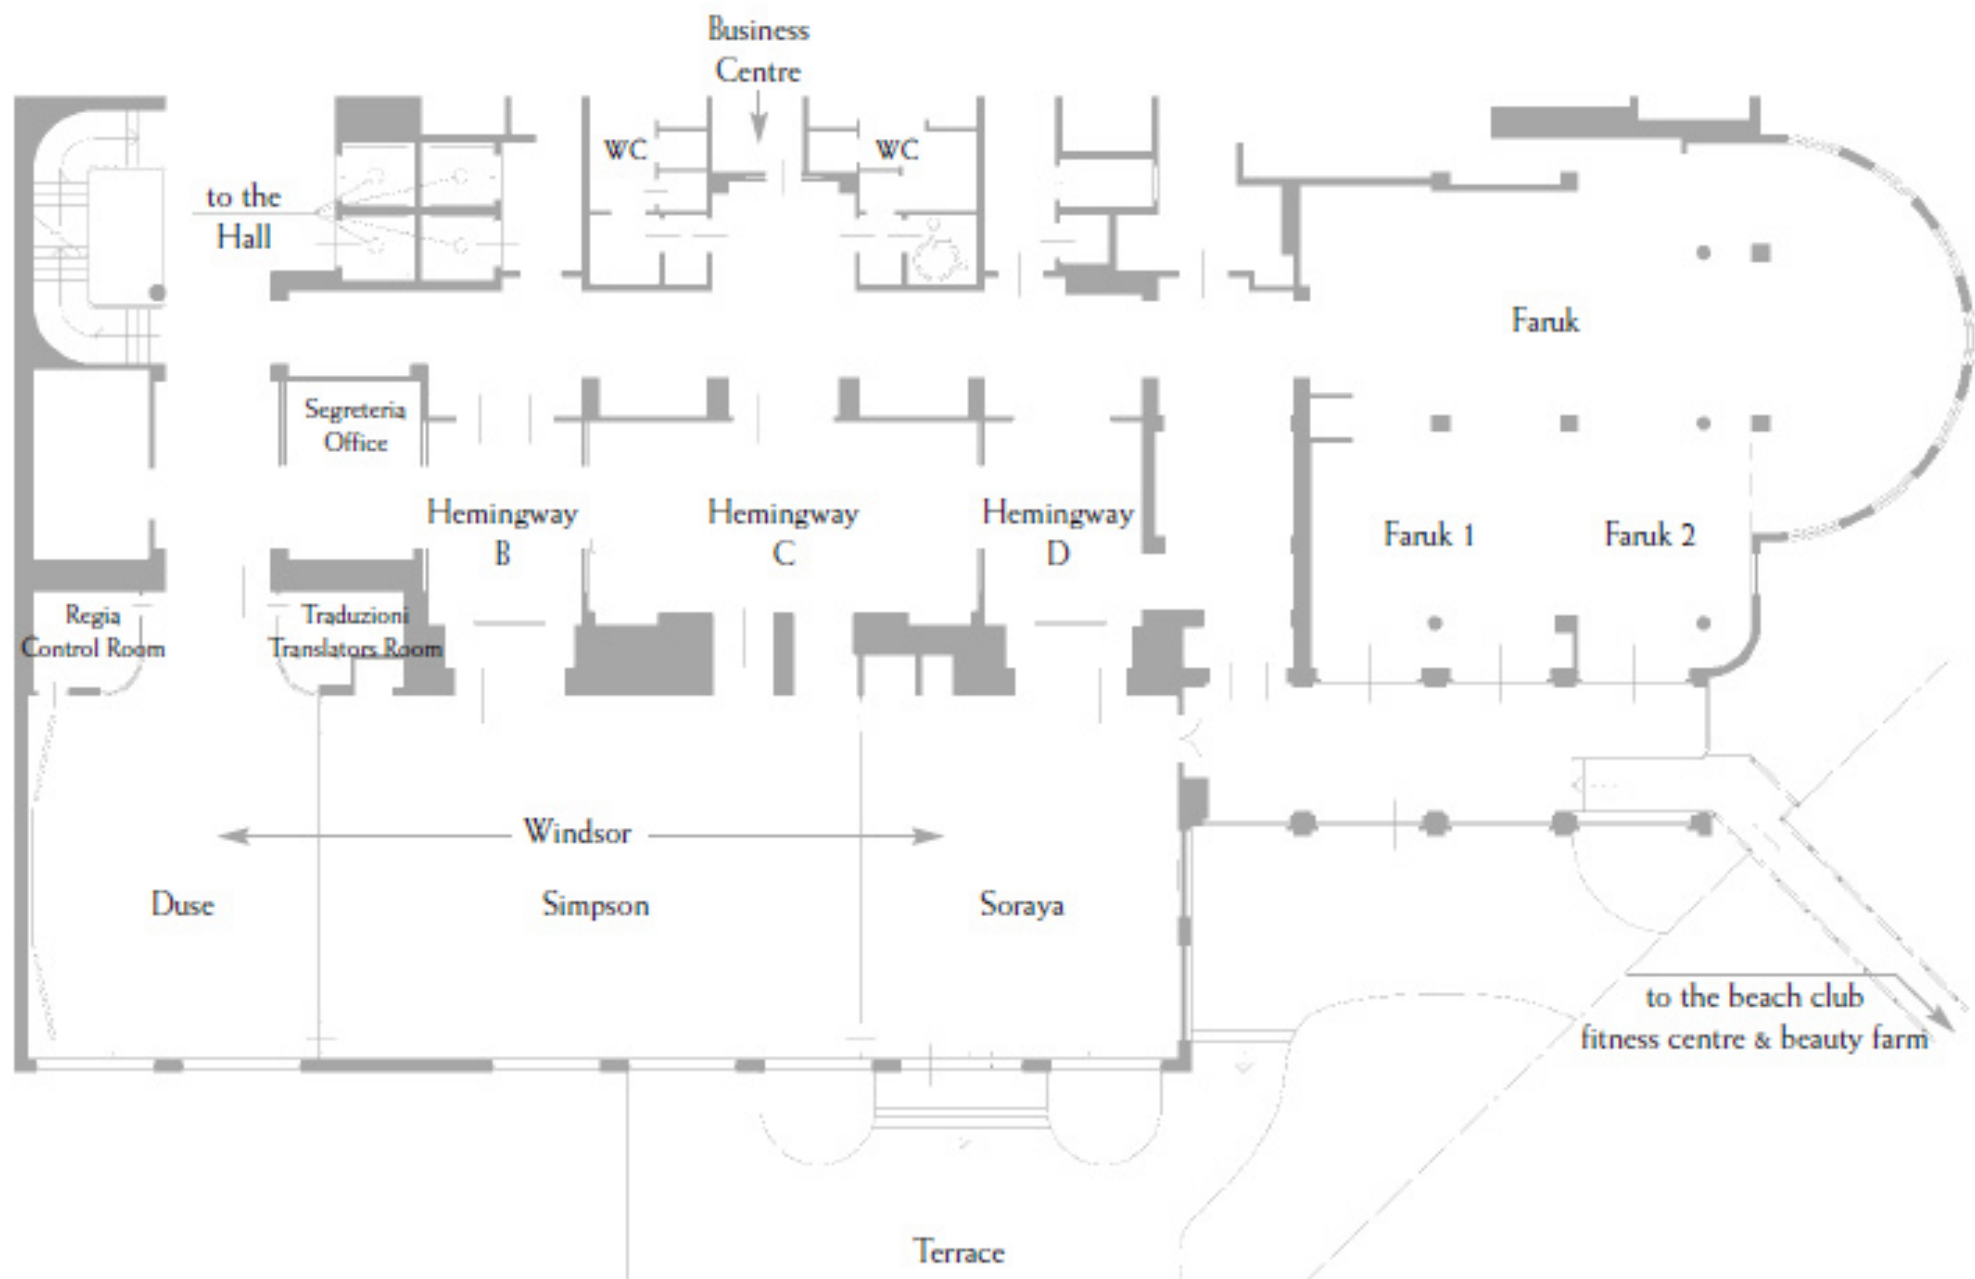 Business
Centre
WC
WC
to the
Hall
Faruk
Segreteria
Office
Hemingway
B
Hemingway
C
Hemingway
D
Faruk 1
Faruk 2
Regia
Control Room
Traduzioni
Translators Room
Windsor
Duse
Simpson
Soraya
to the beach club
fitness centre & beauty farm
Terrace